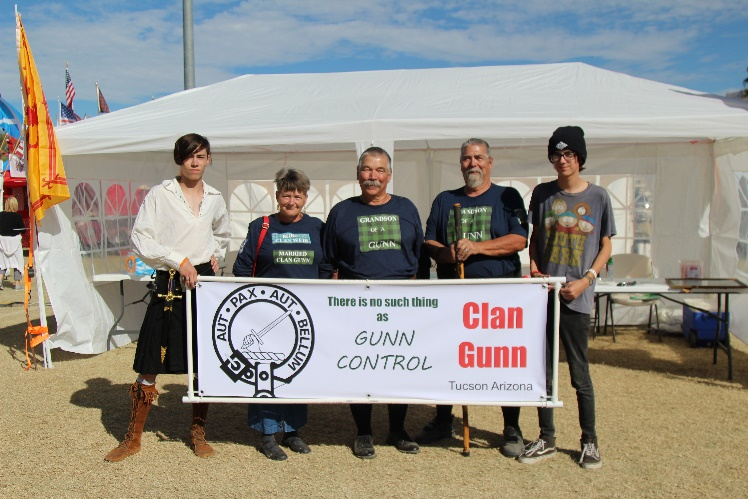 MARRIED
CLAN GUNN
GRANDSON
OF A
GUNN
OF A
AUT PAX AUT BELLUM
There is no such thing
as
GUNN
CONTROL
Clan
Gunn
Tucson Arizona